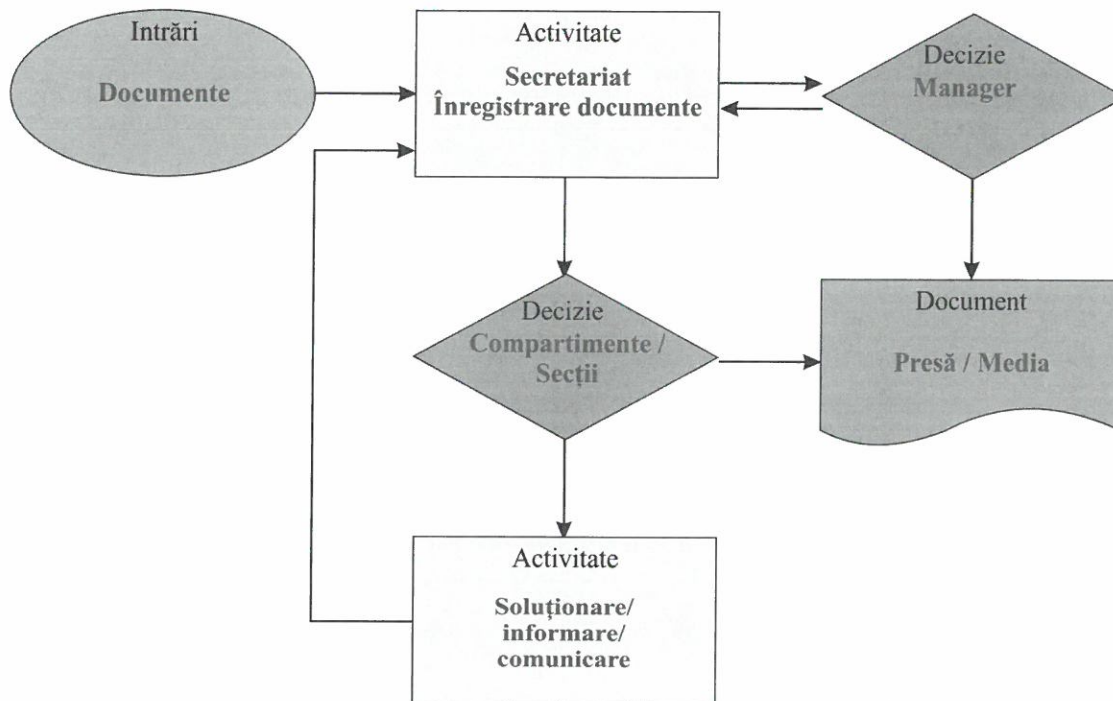 Intrări
Documente
Activitate
Secretariat
Înregistrare documente
Decizie
Manager
Decizie
Compartimente /
Secții
Document
Presă / Media
Activitate
Soluționare/
informare/
comunicare